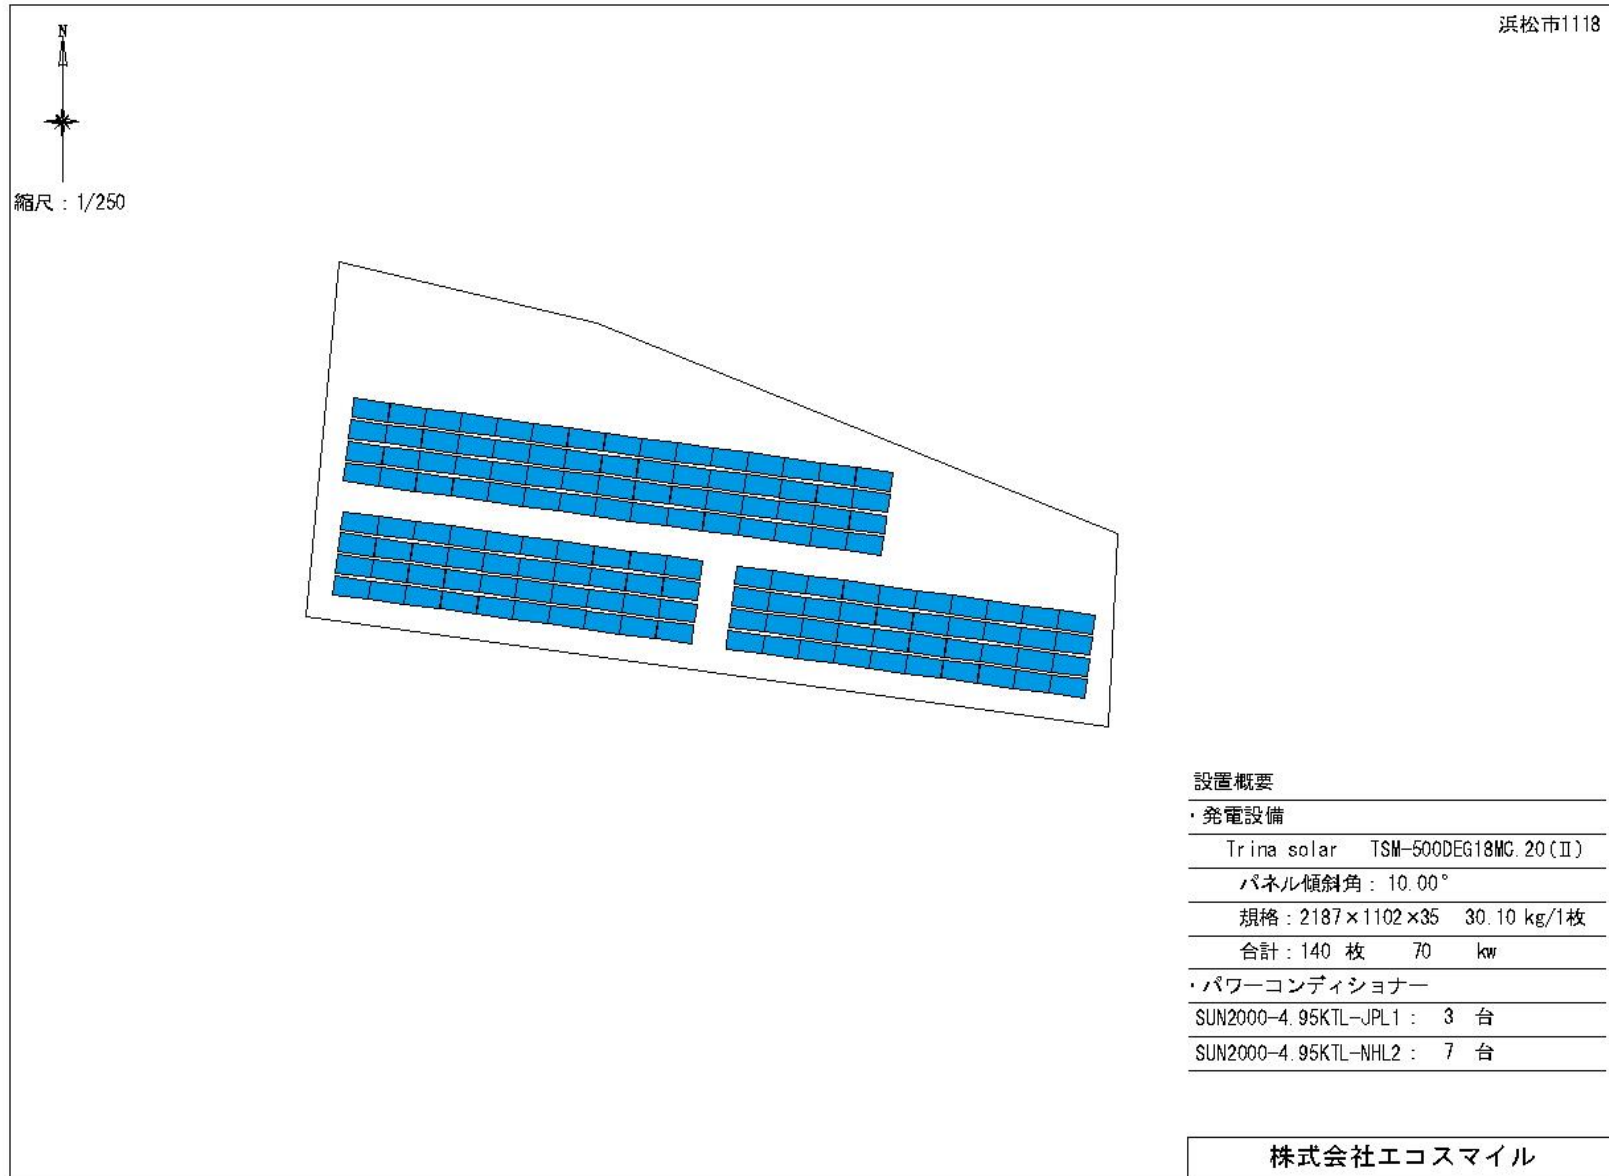 浜松市1118
N
縮尺：1/250
設置概要
・発電設備
Trina solar TSM-500DEG18MC.20(Ⅱ)
パネル傾斜角：10.00°
規格：2187×1102×35 30.10 kg/1枚
合計：140 枚 70 kw
・パワーコンディショナー
SUN2000-4.95KTL-JPL1： 3 台
SUN2000-4.95KTL-NHL2： 7 台
株式会社エコスマイル